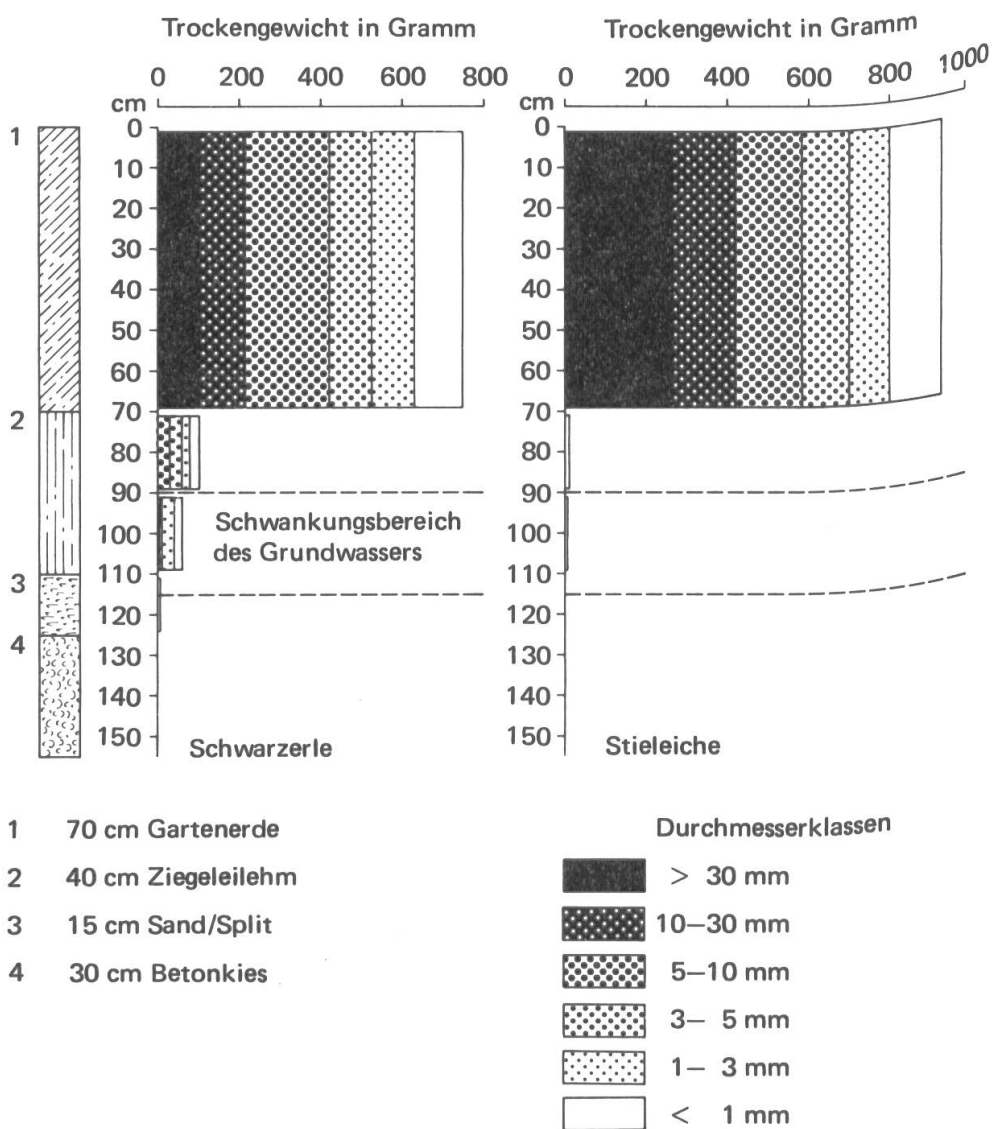 Trockengewicht in Gramm
0 200 400 600 800
cm
0
10
20
30
40
50
60
70
80
90
100
110
120
130
140
150
1
2
3
4
Schwankungsbereich
des Grundwassers
Schwarzerle
Trockengewicht in Gramm
0 200 400 600 800 1000
cm
0
10
20
30
40
50
60
70
80
90
100
110
120
130
140
150
Stieleiche
1 70 cm Gartenerde
2 40 cm Ziegeleilehm
3 15 cm Sand/Split
4 30 cm Betonkies
Durchmesserklassen
> 30 mm
10–30 mm
5–10 mm
3– 5 mm
1– 3 mm
< 1 mm